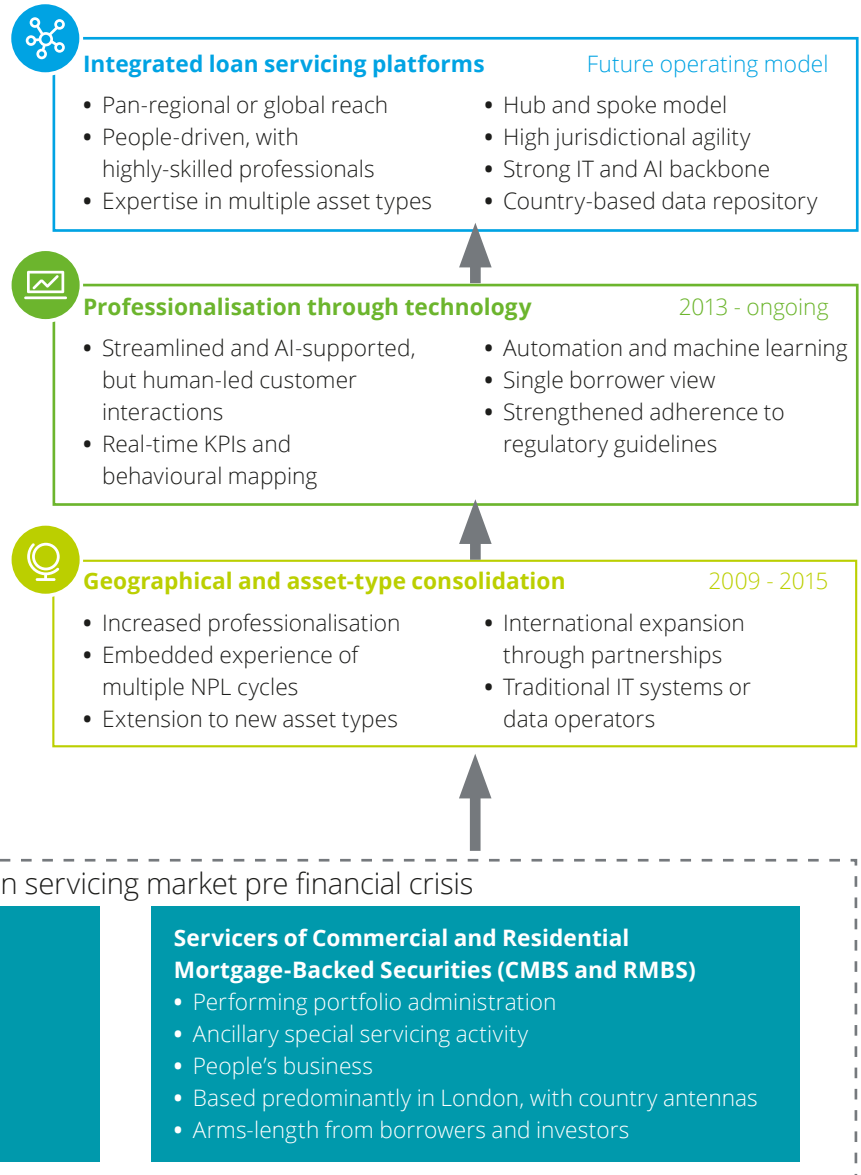 Integrated loan servicing platforms Future operating model
• Pan-regional or global reach
• People-driven, with
highly-skilled professionals
• Expertise in multiple asset types
• Hub and spoke model
• High jurisdictional agility
• Strong IT and AI backbone
• Country-based data repository
Professionalisation through technology 2013 - ongoing
• Streamlined and AI-supported,
but human-led customer
interactions
• Real-time KPIs and
behavioural mapping
• Automation and machine learning
• Single borrower view
• Strengthened adherence to
regulatory guidelines
Geographical and asset-type consolidation 2009 - 2015
• Increased professionalisation
• Embedded experience of
multiple NPL cycles
• Extension to new asset types
• International expansion
through partnerships
• Traditional IT systems or
data operators
n servicing market pre financial crisis
Servicers of Commercial and Residential
Mortgage-Backed Securities (CMBS and RMBS)
• Performing portfolio administration
• Ancillary special servicing activity
• People's business
• Based predominantly in London, with country antennas
• Arms-length from borrowers and investors